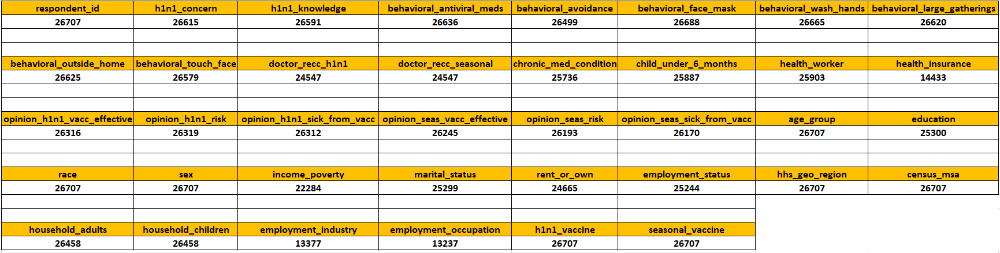 respondent_id h1n1_concern h1n1_knowledge behavioral_antiviral_meds behavioral_avoidance behavioral_face_mask behavioral_wash_hands behavioral_large_gatherings
26707 26615 26591 26636 26499 26688 26665 26620
behavioral_outside_home behavioral_touch_face doctor_recc_h1n1 doctor_recc_seasonal chronic_med_condition child_under_6_months health_worker health_insurance
26625 26579 24547 24547 25736 25887 25903 14433
opinion_h1n1_vacc_effective opinion_h1n1_risk opinion_h1n1_sick_from_vacc opinion_seas_vacc_effective opinion_seas_risk opinion_seas_sick_from_vacc age_group education
26316 26319 26312 26245 26193 26170 26707 25300
race sex income_poverty marital_status rent_or_own employment_status hhs_geo_region census_msa
26707 26707 22284 25299 24665 25244 26707 26707
household_adults household_children employment_industry employment_occupation h1n1_vaccine seasonal_vaccine
26458 26458 13377 13237 26707 26707